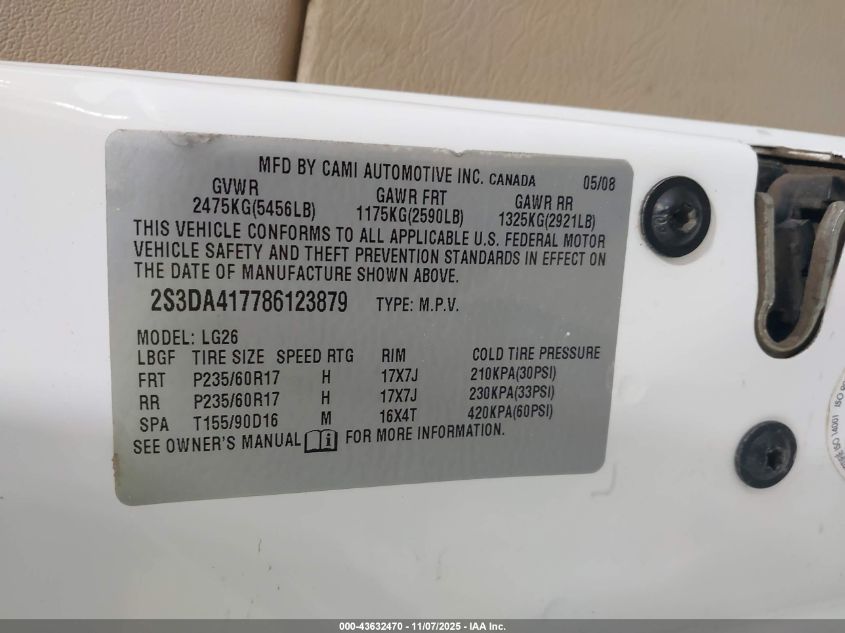 MFD BY CAMI AUTOMOTIVE INC. CANADA 05/08
GVWR GAWR FRT GAWR RR
2475KG(5456LB) 1175KG(2590LB) 1325KG(2921LB)
THIS VEHICLE CONFORMS TO ALL APPLICABLE U.S. FEDERAL MOTOR
VEHICLE SAFETY AND THEFT PREVENTION STANDARDS IN EFFECT ON
THE DATE OF MANUFACTURE SHOWN ABOVE.
2S3DA417786123879 TYPE: M.P.V.
MODEL: LG26
LBGF TIRE SIZE SPEED RTG RIM COLD TIRE PRESSURE
FRT P235/60R17 H 17X7J 210KPA(30PSI)
RR P235/60R17 H 17X7J 230KPA(33PSI)
SPA T155/90D16 M 16X4T 420KPA(60PSI)
SEE OWNER'S MANUAL FOR MORE INFORMATION.
ISO 14001
000-43632470 - 11/07/2025 - IAA Inc.